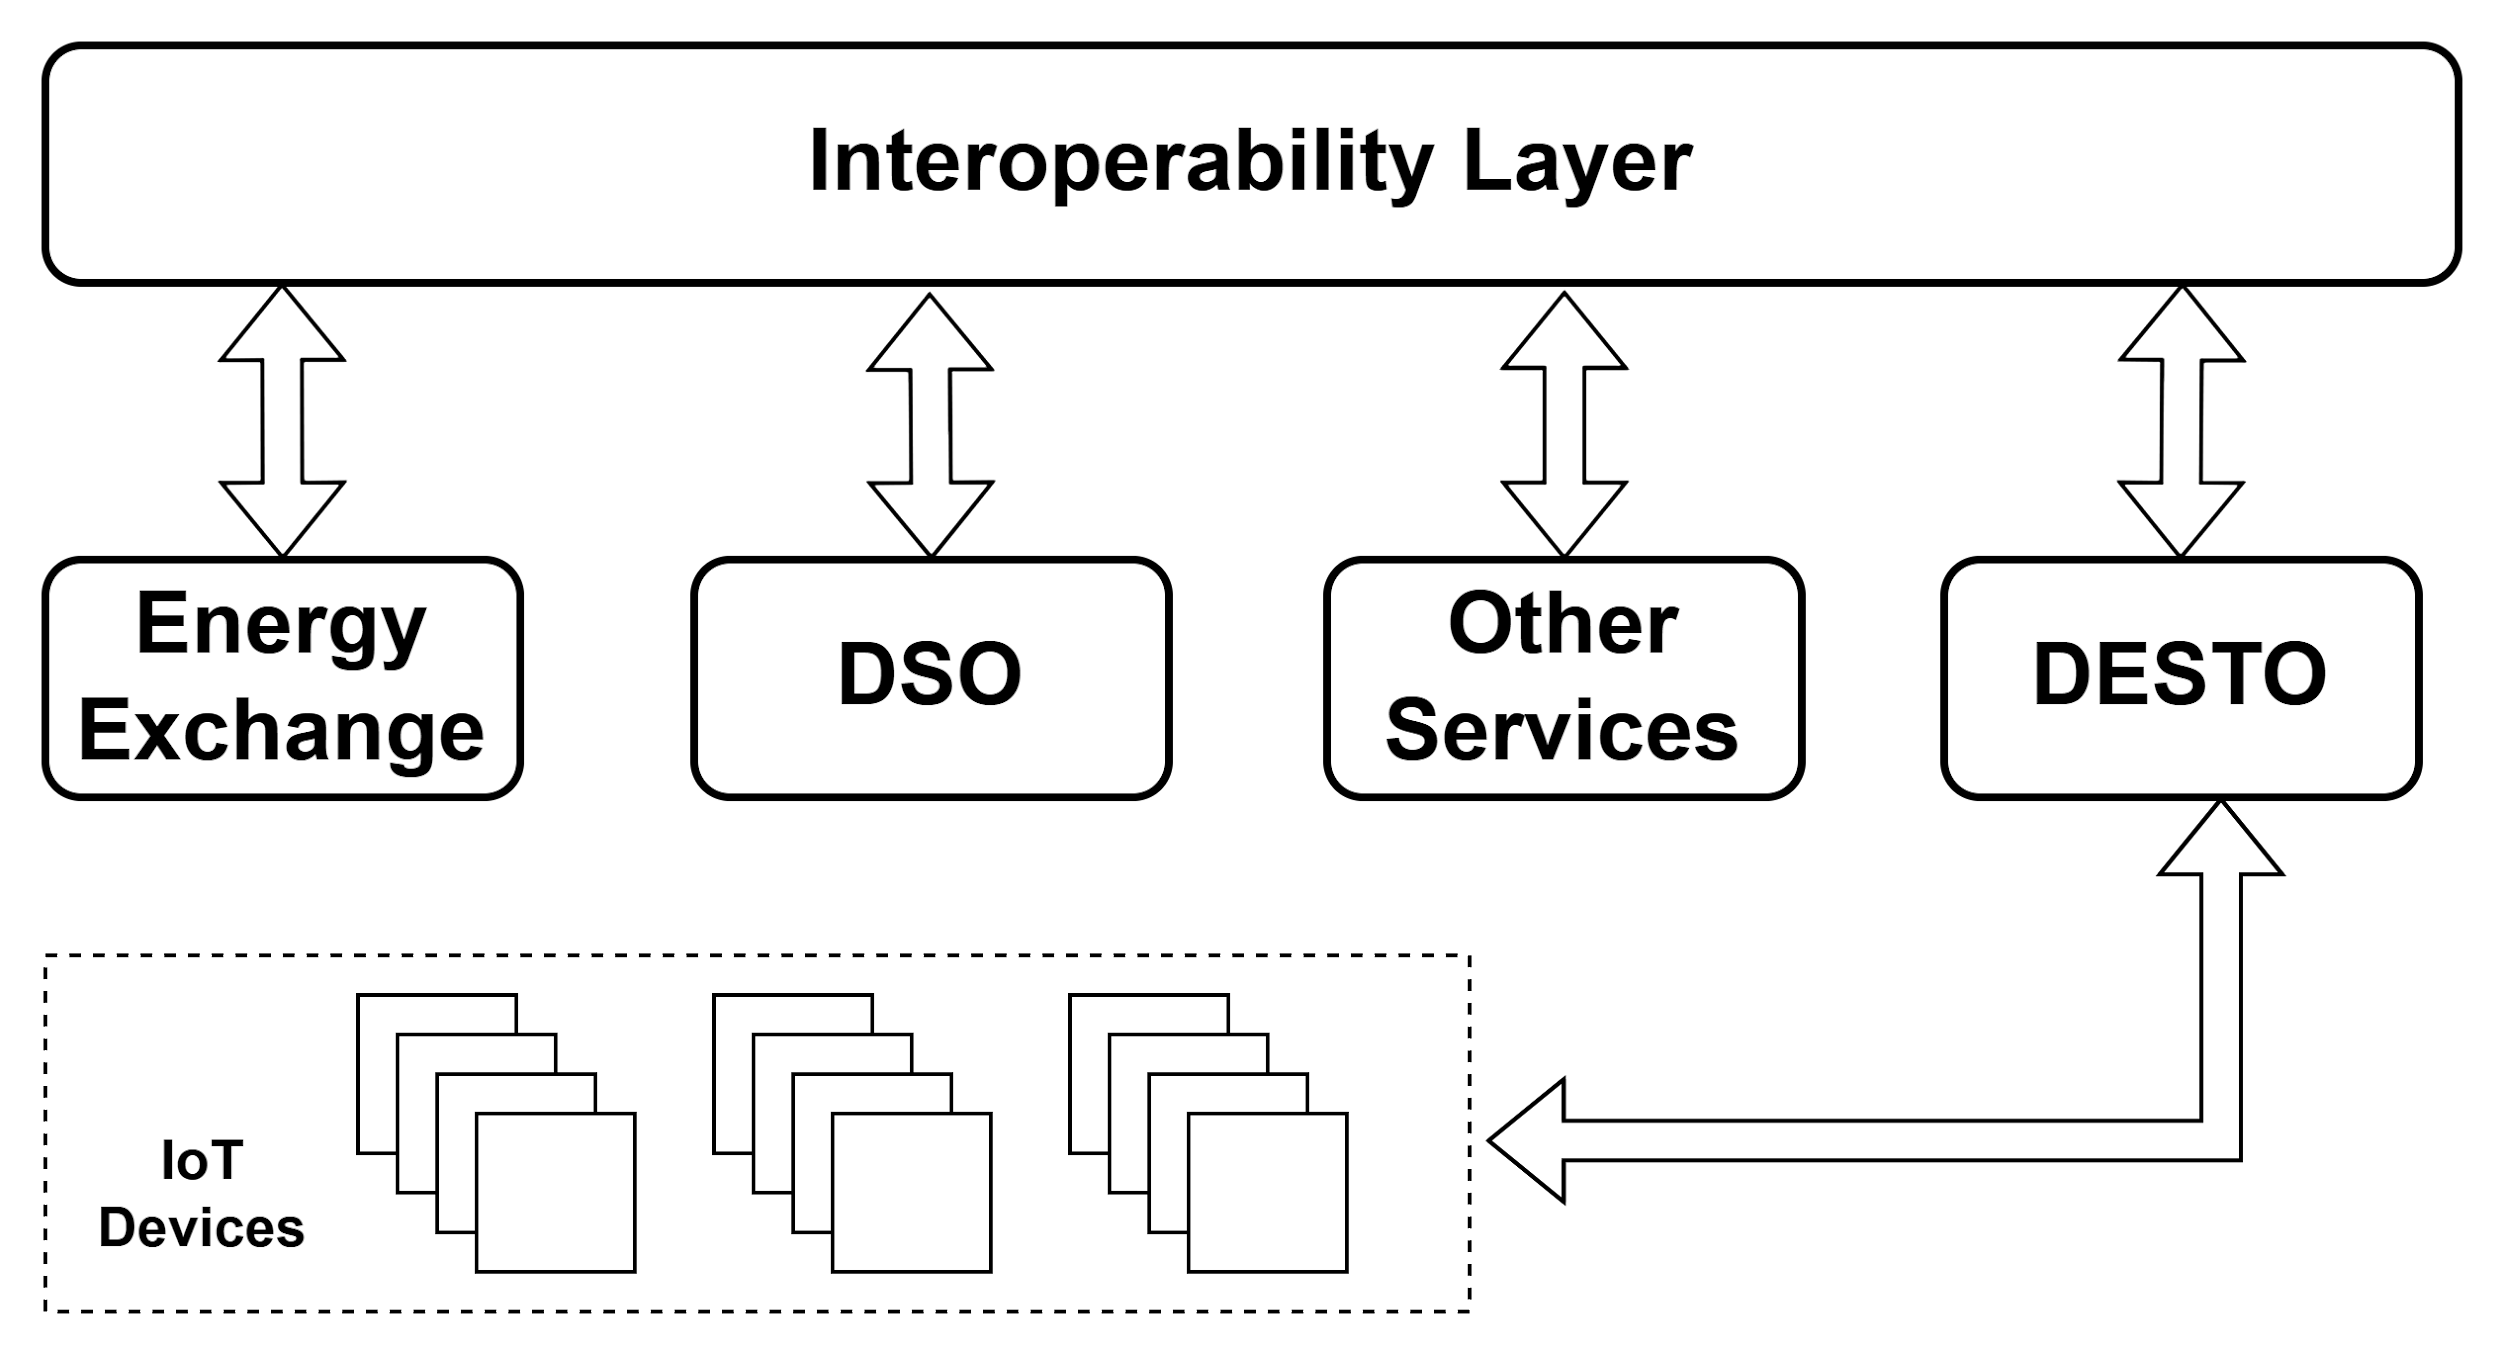 Interoperability Layer
Energy
Exchange
DSO
Other
Services
DESTO
IoT
Devices